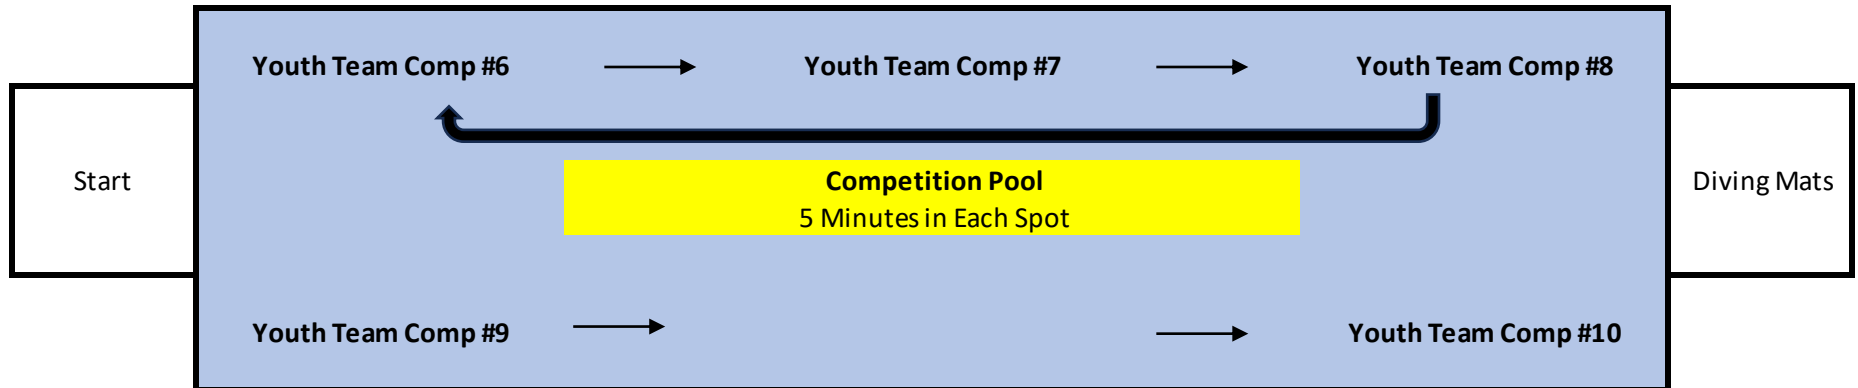 Youth Team Comp #6
Youth Team Comp #7
Youth Team Comp #8
Start
Competition Pool
5 Minutes in Each Spot
Diving Mats
Youth Team Comp #9
Youth Team Comp #10